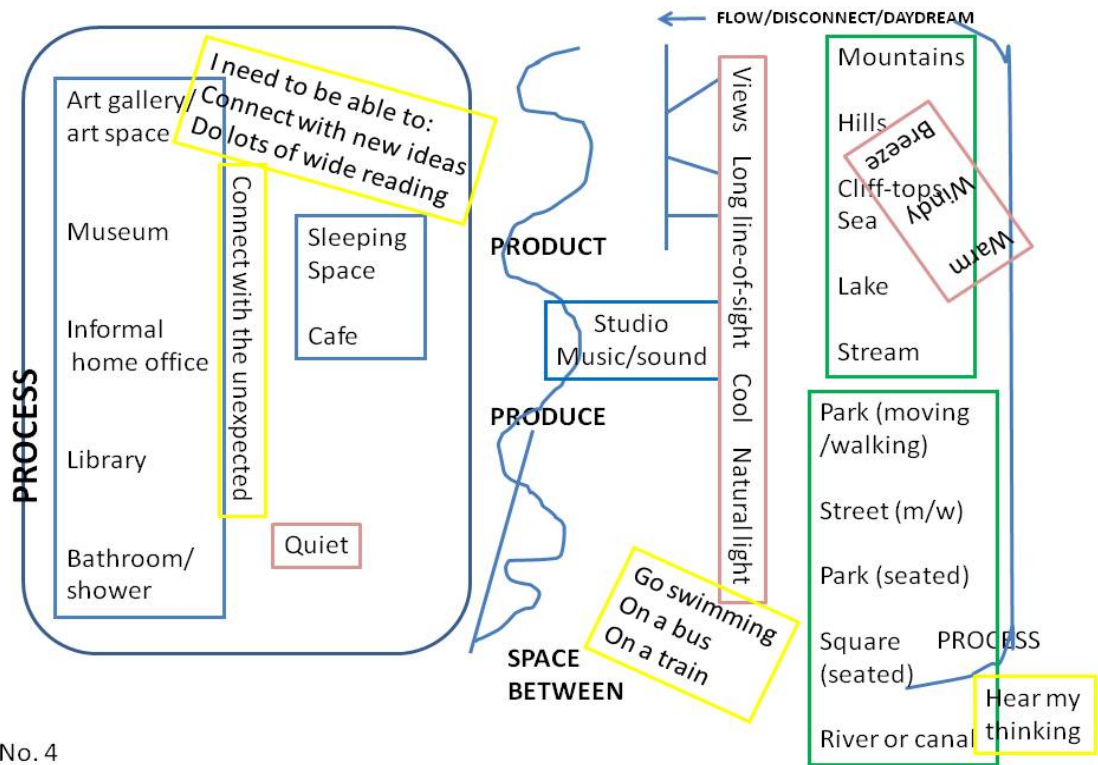 FLOW/DISCONNECT/DAYDREAM
I need to be able to:
Connect with new ideas
Do lots of wide reading
PROCESS
Art gallery/
art space
Museum
Informal
home office
Library
Bathroom/
shower
Connect with the unexpected
Sleeping
Space
Cafe
Quiet
PRODUCT
Studio
Music/sound
PRODUCE
SPACE
BETWEEN
Views Long line-of-sight Cool Natural light
Go swimming
On a bus
On a train
Mountains
Hills
Cliff-tops
Sea
Lake
Stream
Breeze
Windy
Warm
Park (moving
/walking)
Street (m/w)
Park (seated)
Square
(seated)
River or canal
PROCESS
Hear my
thinking
No. 4